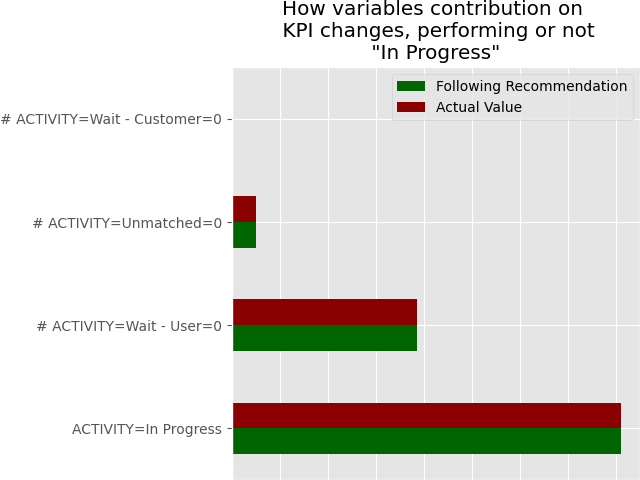 How variables contribution on
KPI changes, performing or not
"In Progress"
Following Recommendation
Actual Value
# ACTIVITY=Wait - Customer=0
# ACTIVITY=Unmatched=0
# ACTIVITY=Wait - User=0
ACTIVITY=In Progress